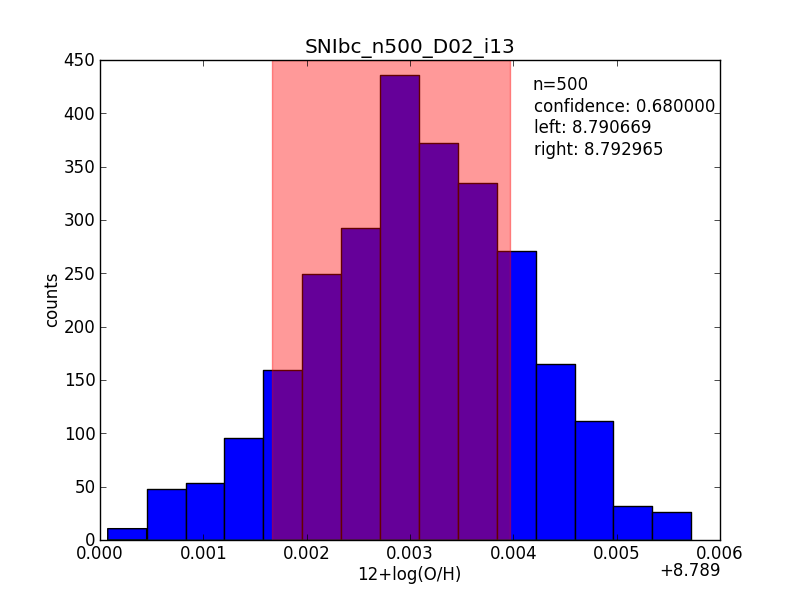 SNIbc_n500_D02_i13
n=500
confidence: 0.680000
left: 8.790669
right: 8.792965
counts
450
400
350
300
250
200
150
100
50
0
0.000 0.001 0.002 0.003 0.004 0.005 0.006
12+log(O/H)
+8.789